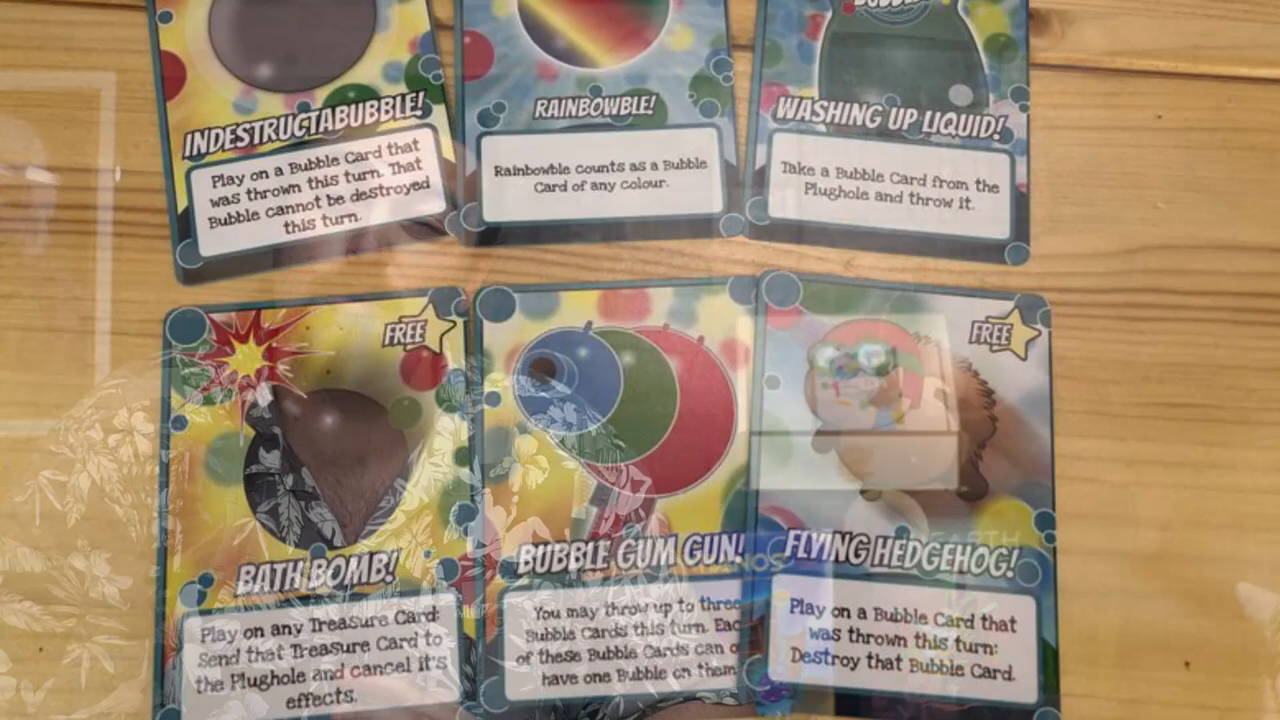 INDESTRUCTABUBBLE!
Play on a Bubble Card that
was thrown this turn. That
Bubble cannot be destroyed
this turn.
RAINBOWBLE!
Rainbowble counts as a Bubble
Card of any colour.
WASHING UP LIQUID!
Take a Bubble Card from the
Plughole and throw it.
FREE
BATH BOMB!
Play on any Treasure Card:
Send that Treasure Card to
the Plughole and cancel it's
effects.
BUBBLE GUM GUN!
You may throw up to three
Bubble Cards this turn. Eac
of these Bubble Cards can o
have one Bubble on them
FREE
FLYING HEDGEHOG!
Play on a Bubble Card that
was thrown this turn:
Destroy that Bubble Card.